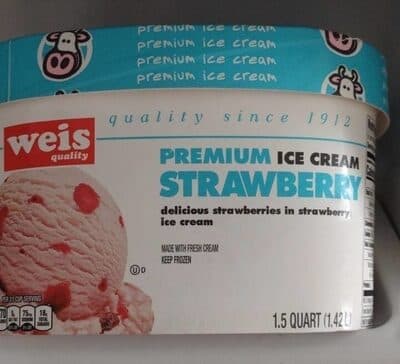 premium ice cream
premium ice cream
premium ice cream
premium ice cream
quality since 1912
weis
quality
PREMIUM ICE CREAM
STRAWBERRY
delicious strawberries in strawberry
ice cream
MADE WITH FRESH CREAM
KEEP FROZEN
U D
1.5 QUART (1.42L)